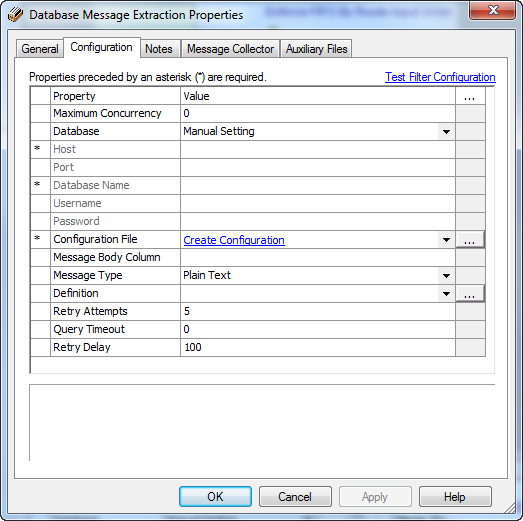 Database Message Extraction Properties
General Configuration Notes Message Collector Auxiliary Files
Properties preceded by an asterisk (*) are required. Test Filter Configuration
Property Value ...
Maximum Concurrency 0
Database Manual Setting
* Host
Port
* Database Name
Username
Password
* Configuration File Create Configuration ...
Message Body Column
Message Type Plain Text
Definition ...
Retry Attempts 5
Query Timeout 0
Retry Delay 100
OK Cancel Apply Help